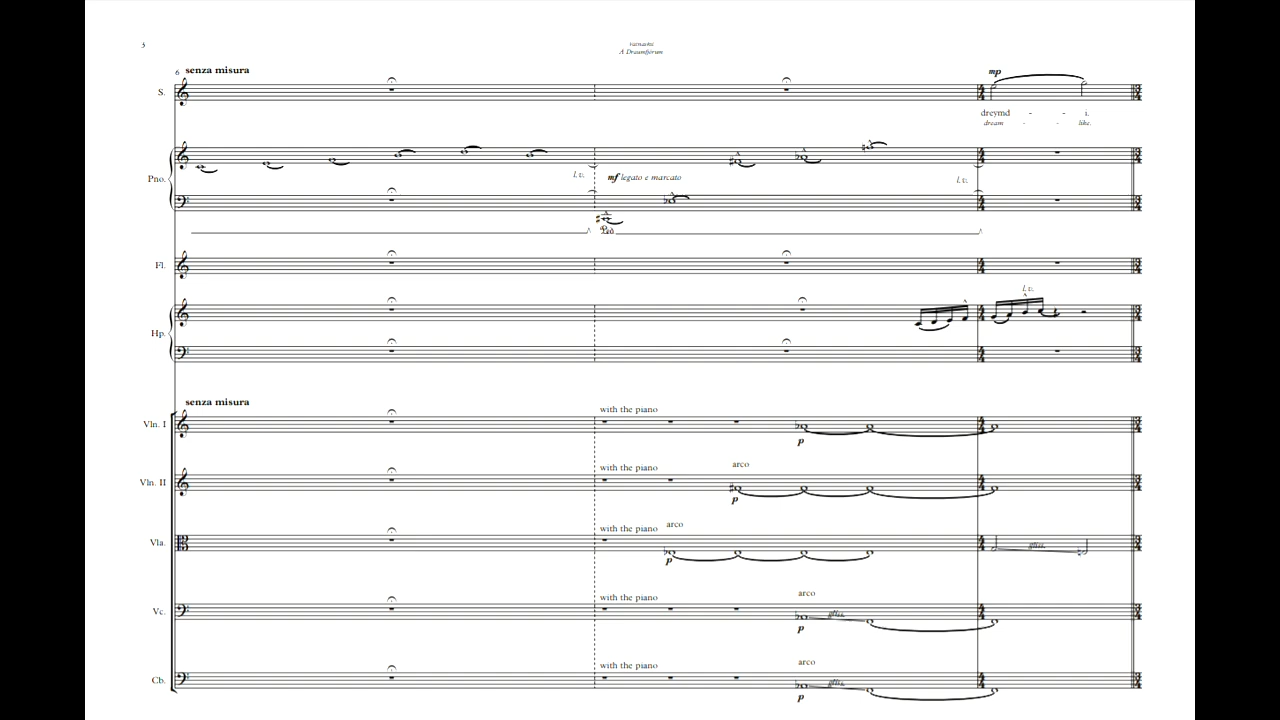 3
Á Draumförum
6 senza misura
mp
S.
dreymd - - i.
dream - - like.
Pno.
l.v.
mf legato e marcato
l.v.
Fl.
l.v.
Hp.
senza misura
with the piano
Vln. I
p
with the piano
arco
Vln. II
p
with the piano
arco
Vla.
gliss.
p
with the piano
arco
Vc.
gliss.
p
with the piano
arco
Cb.
gliss.
p